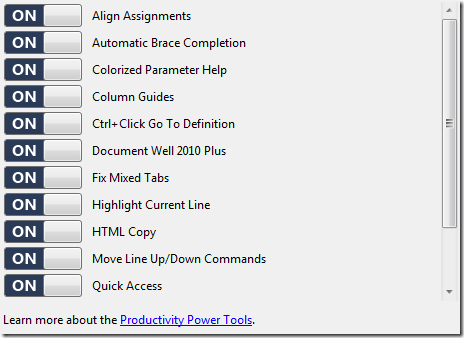 ON Align Assignments
ON Automatic Brace Completion
ON Colorized Parameter Help
ON Column Guides
ON Ctrl+Click Go To Definition
ON Document Well 2010 Plus
ON Fix Mixed Tabs
ON Highlight Current Line
ON HTML Copy
ON Move Line Up/Down Commands
ON Quick Access
Learn more about the Productivity Power Tools.